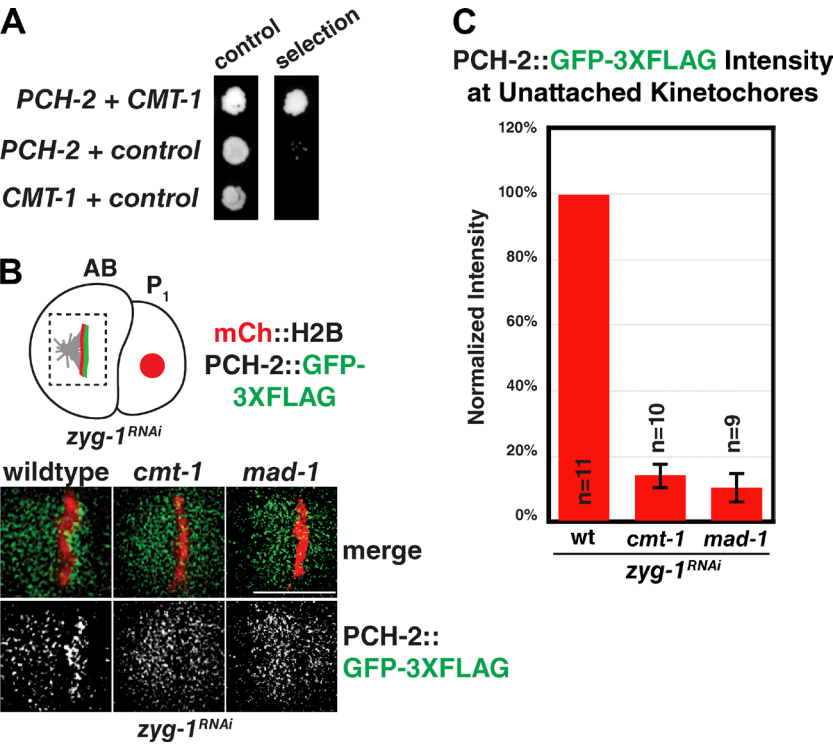 A
control
selection
PCH-2 + CMT-1
PCH-2 + control
CMT-1 + control
B
AB
P1
mCh::H2B
PCH-2::GFP-
3XFLAG
zyg-1RNAi
wildtype cmt-1 mad-1
merge
PCH-2::
GFP-3XFLAG
zyg-1RNAi
C
PCH-2::GFP-3XFLAG Intensity
at Unattached Kinetochores
Normalized Intensity
120%
100%
80%
60%
40%
20%
0%
n=11
n=10
n=9
wt cmt-1 mad-1
zyg-1RNAi